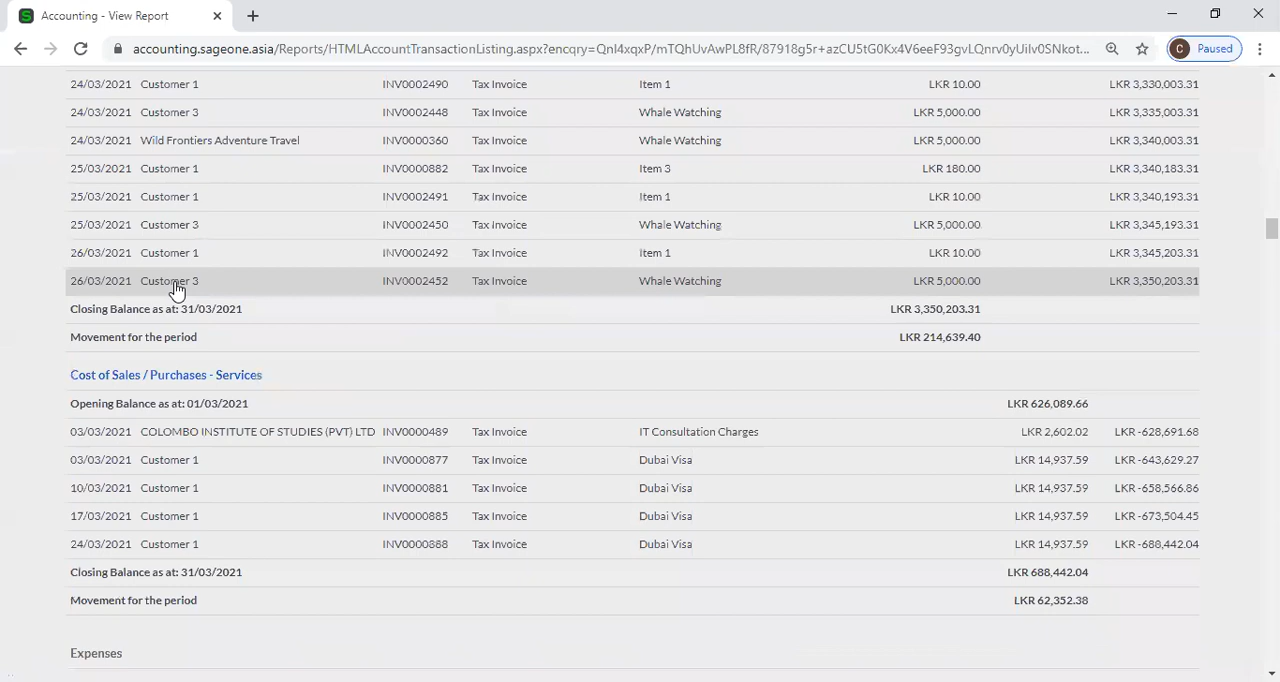 Accounting - View Report
accounting.sageone.asia/Reports/HTMLAccountTransactionListing.aspx?encqry=QnI4xqxP/mTQhUvAwPL8fR/87918g5r+azCU5tG0Kx4V6eeF93gvLQnrv0yUilv0SNkot...
C Paused
24/03/2021 Customer 1 INV0002490 Tax Invoice Item 1 LKR 10.00 LKR 3,330,003.31
24/03/2021 Customer 3 INV0002448 Tax Invoice Whale Watching LKR 5,000.00 LKR 3,335,003.31
24/03/2021 Wild Frontiers Adventure Travel INV0000360 Tax Invoice Whale Watching LKR 5,000.00 LKR 3,340,003.31
25/03/2021 Customer 1 INV0000882 Tax Invoice Item 3 LKR 180.00 LKR 3,340,183.31
25/03/2021 Customer 1 INV0002491 Tax Invoice Item 1 LKR 10.00 LKR 3,340,193.31
25/03/2021 Customer 3 INV0002450 Tax Invoice Whale Watching LKR 5,000.00 LKR 3,345,193.31
26/03/2021 Customer 1 INV0002492 Tax Invoice Item 1 LKR 10.00 LKR 3,345,203.31
26/03/2021 Customer 3 INV0002452 Tax Invoice Whale Watching LKR 5,000.00 LKR 3,350,203.31
Closing Balance as at: 31/03/2021 LKR 3,350,203.31
Movement for the period LKR 214,639.40
Cost of Sales / Purchases - Services
Opening Balance as at: 01/03/2021 LKR 626,089.66
03/03/2021 COLOMBO INSTITUTE OF STUDIES (PVT) LTD INV0000489 Tax Invoice IT Consultation Charges LKR 2,602.02 LKR -628,691.68
03/03/2021 Customer 1 INV0000877 Tax Invoice Dubai Visa LKR 14,937.59 LKR -643,629.27
10/03/2021 Customer 1 INV0000881 Tax Invoice Dubai Visa LKR 14,937.59 LKR -658,566.86
17/03/2021 Customer 1 INV0000885 Tax Invoice Dubai Visa LKR 14,937.59 LKR -673,504.45
24/03/2021 Customer 1 INV0000888 Tax Invoice Dubai Visa LKR 14,937.59 LKR -688,442.04
Closing Balance as at: 31/03/2021 LKR 688,442.04
Movement for the period LKR 62,352.38
Expenses